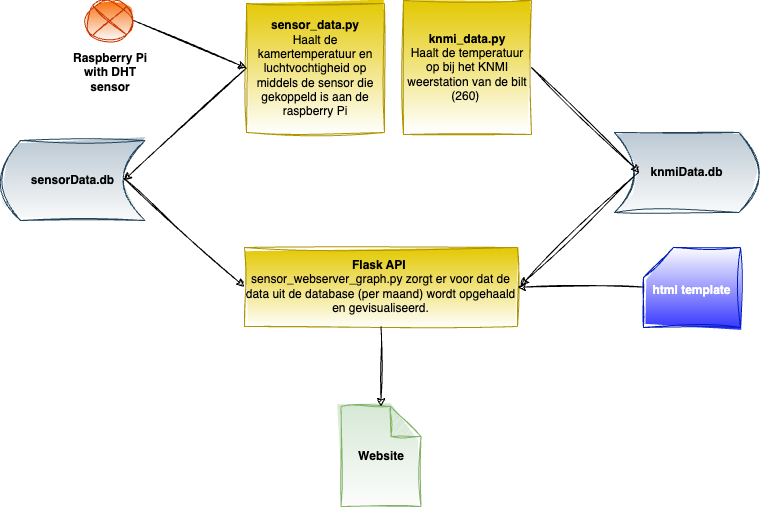 Raspberry Pi
with DHT
sensor
sensor_data.py
Haalt de
kamertemperatuur en
luchtvochtigheid op
middels de sensor die
gekoppeld is aan de
raspberry Pi
knmi_data.py
Haalt de temperatuur
op bij het KNMI
weerstation van de bilt
(260)
sensorData.db
knmiData.db
Flask API
sensor_webserver_graph.py zorgt er voor dat de
data uit de database (per maand) wordt opgehaald
en gevisualiseerd.
html template
Website